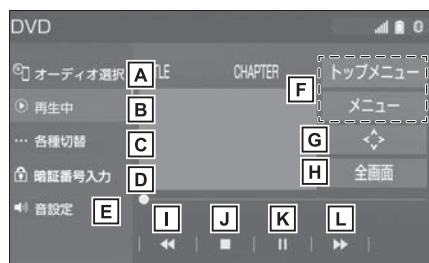 DVD
オーディオ選択 A TLE CHAPTER トップメニュー
F
再生中 B メニュー
各種切替 C G
暗証番号入力 D H 全画面
音設定 E
I J K L